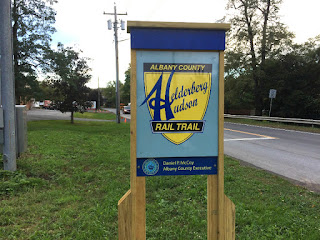 ALBANY COUNTY
Helderberg
Hudson
RAIL TRAIL
Daniel P. McCoy
Albany County Executive